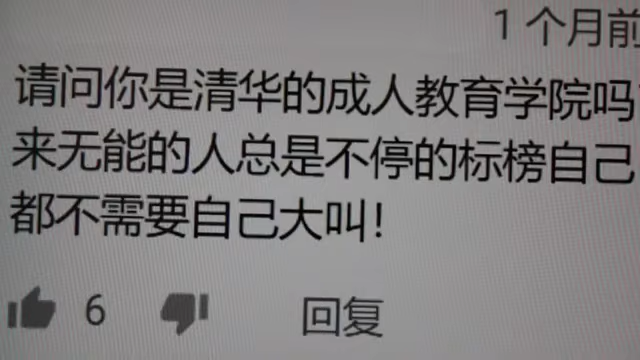 1 个月前
请问你是清华的成人教育学院吗
来无能的人总是不停的标榜自己
都不需要自己大叫!
6
回复